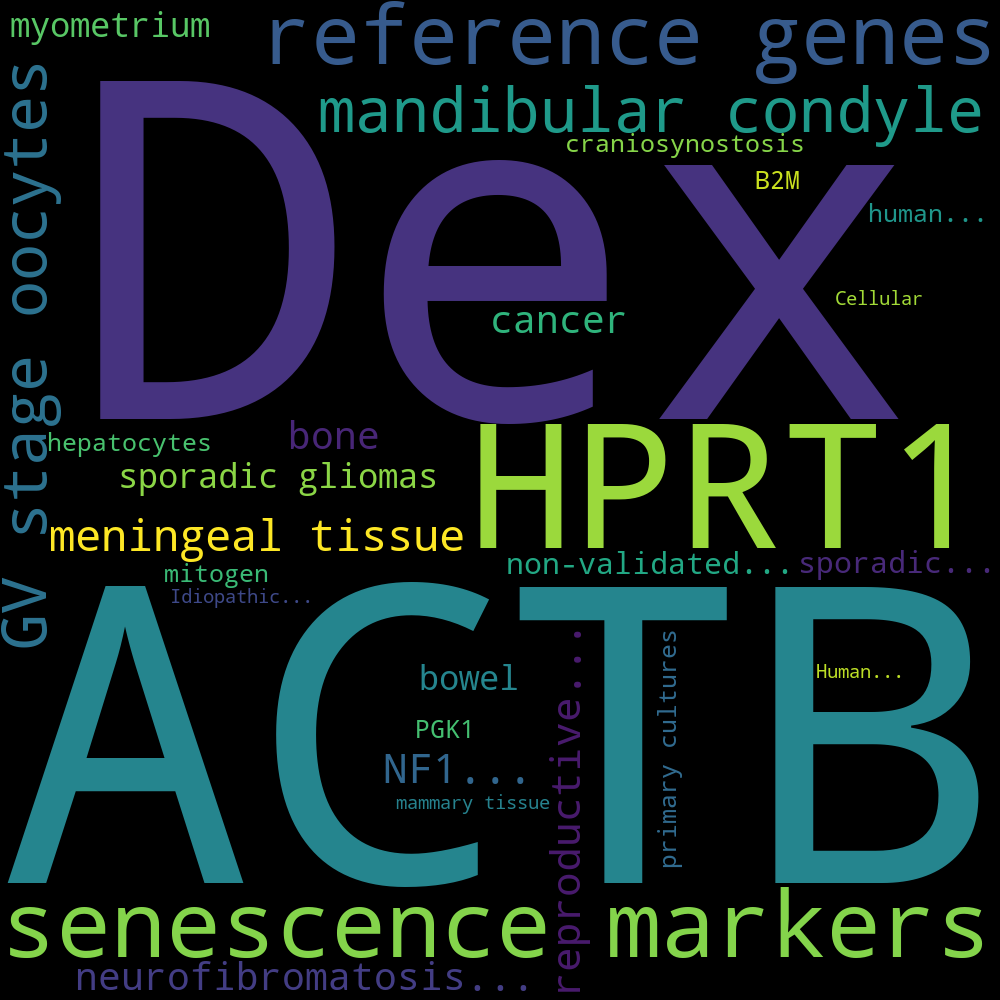 myometrium
reference genes
mandibular condyle
craniosynostosis
B2M
human...
Dex
Cellular
cancer
GV stage oocytes
bone
hepatocytes
HPRT1
sporadic gliomas
meningeal tissue
non-validated...
sporadic...
mitogen
Idiopathic...
ACTB
bowel
Human...
PGK1
NF1...
mammary tissue
reproductive...
primary cultures
senescence markers
neurofibromatosis...